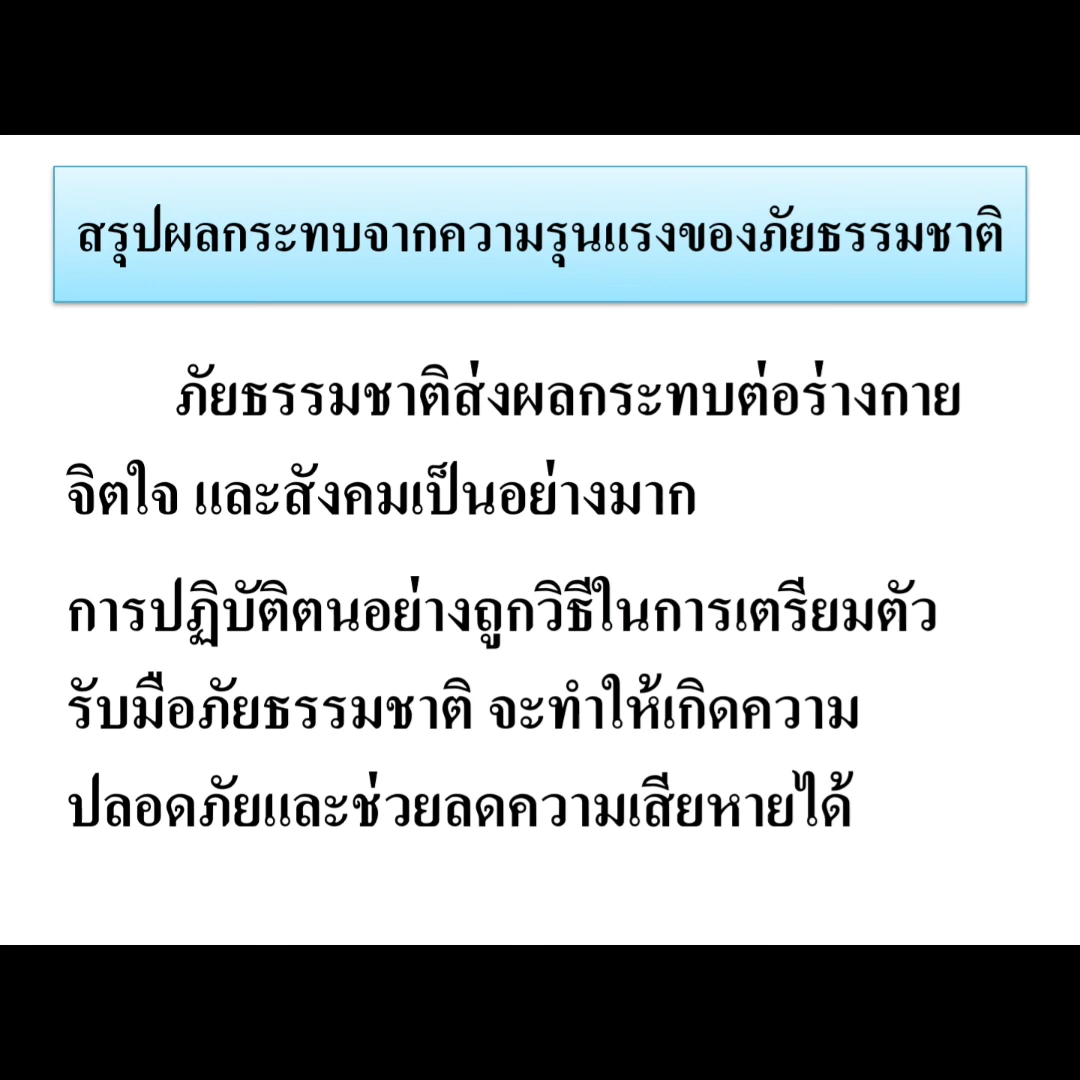 สรุปผลกระทบจากความรุนแรงของภัยธรรมชาติ
ภัยธรรมชาติส่งผลกระทบต่อร่างกาย
จิตใจ และสังคมเป็นอย่างมาก
การปฏิบัติตนอย่างถูกวิธีในการเตรียมตัว
รับมือภัยธรรมชาติ จะทำให้เกิดความ
ปลอดภัยและช่วยลดความเสียหายได้